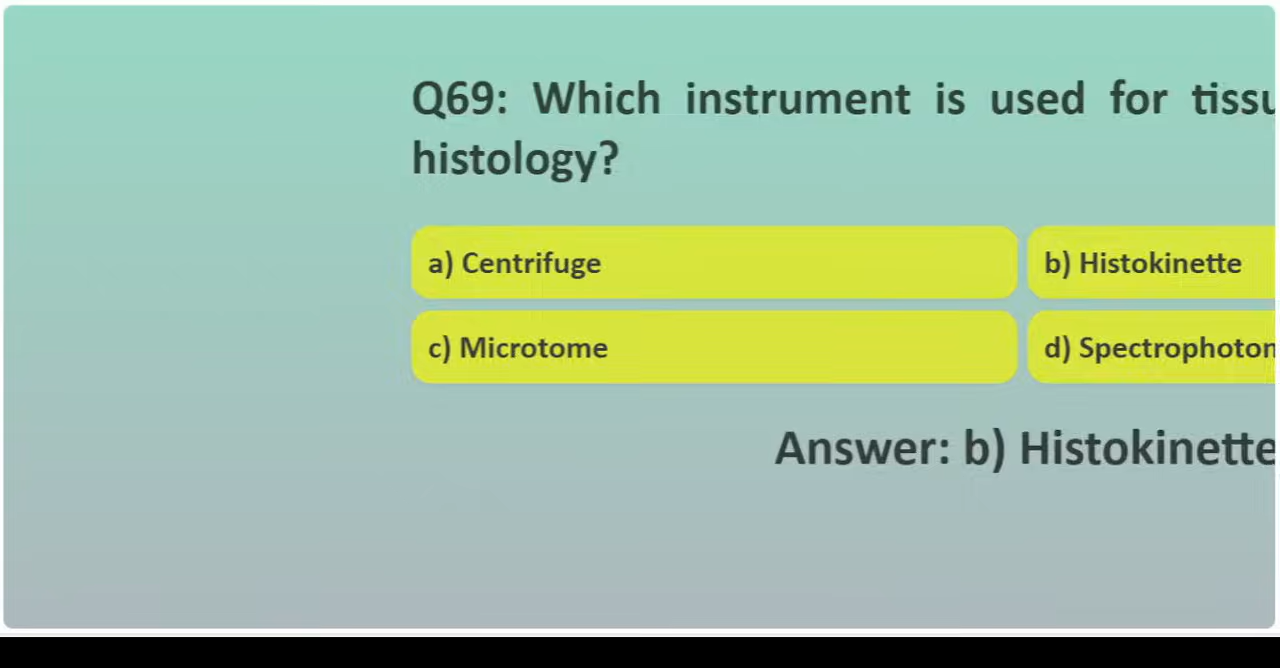 Q69: Which instrument is used for
histology?
a) Centrifuge
b) Histokinette
c) Microtome
d)
Answer: b) Histokinette